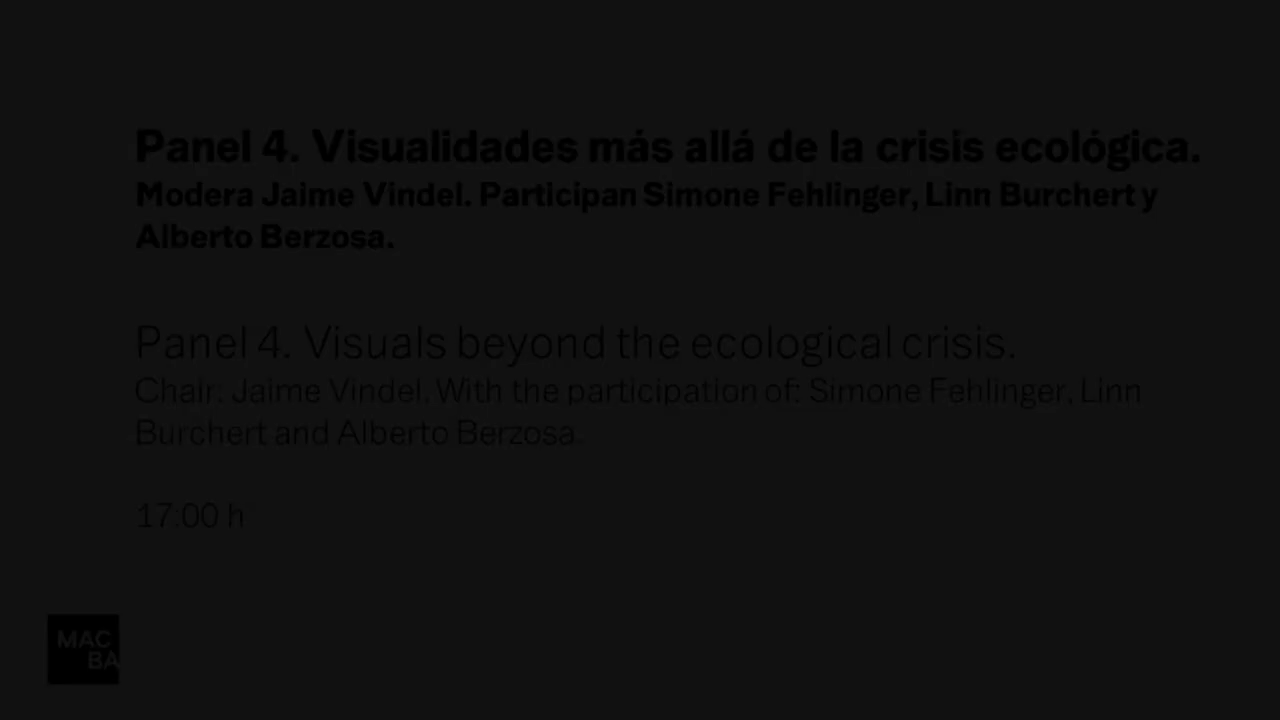 Panel 4. Visualidades más allá de la crisis ecológica.
Modera Jaime Vindel. Participan Simone Fehlinger, Linn Burchert y
Alberto Berzosa.
Panel 4. Visuals beyond the ecological crisis.
Chair: Jaime Vindel. With the participation of: Simone Fehlinger, Linn
Burchert and Alberto Berzosa.
17:00 h
MAC
BA